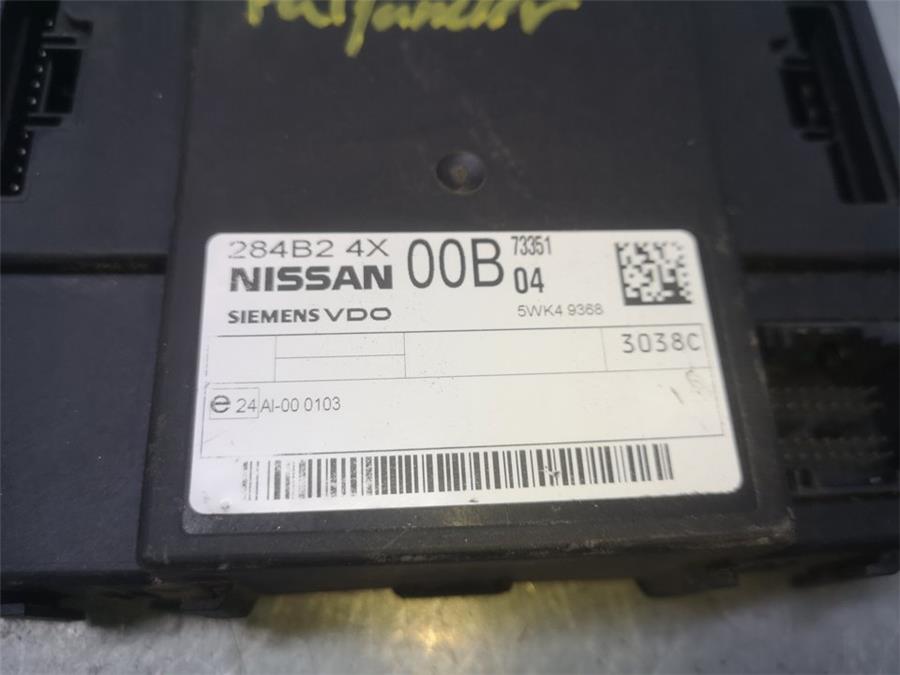 284B2 4X 00B 73351
NISSAN 04
SIEMENS VDO 5WK4 9368
3038C
e 24 AI-00 0103